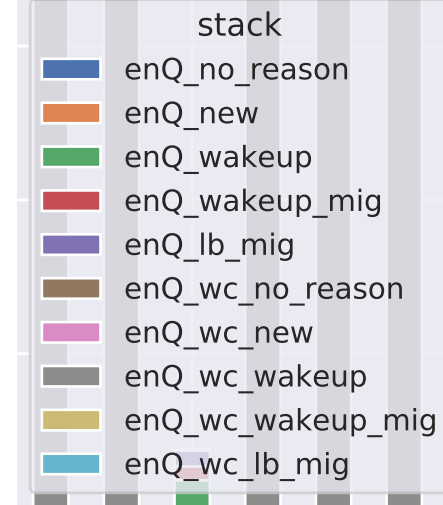 stack
enQ_no_reason
enQ_new
enQ_wakeup
enQ_wakeup_mig
enQ_lb_mig
enQ_wc_no_reason
enQ_wc_new
enQ_wc_wakeup
enQ_wc_wakeup_mig
enQ_wc_lb_mig